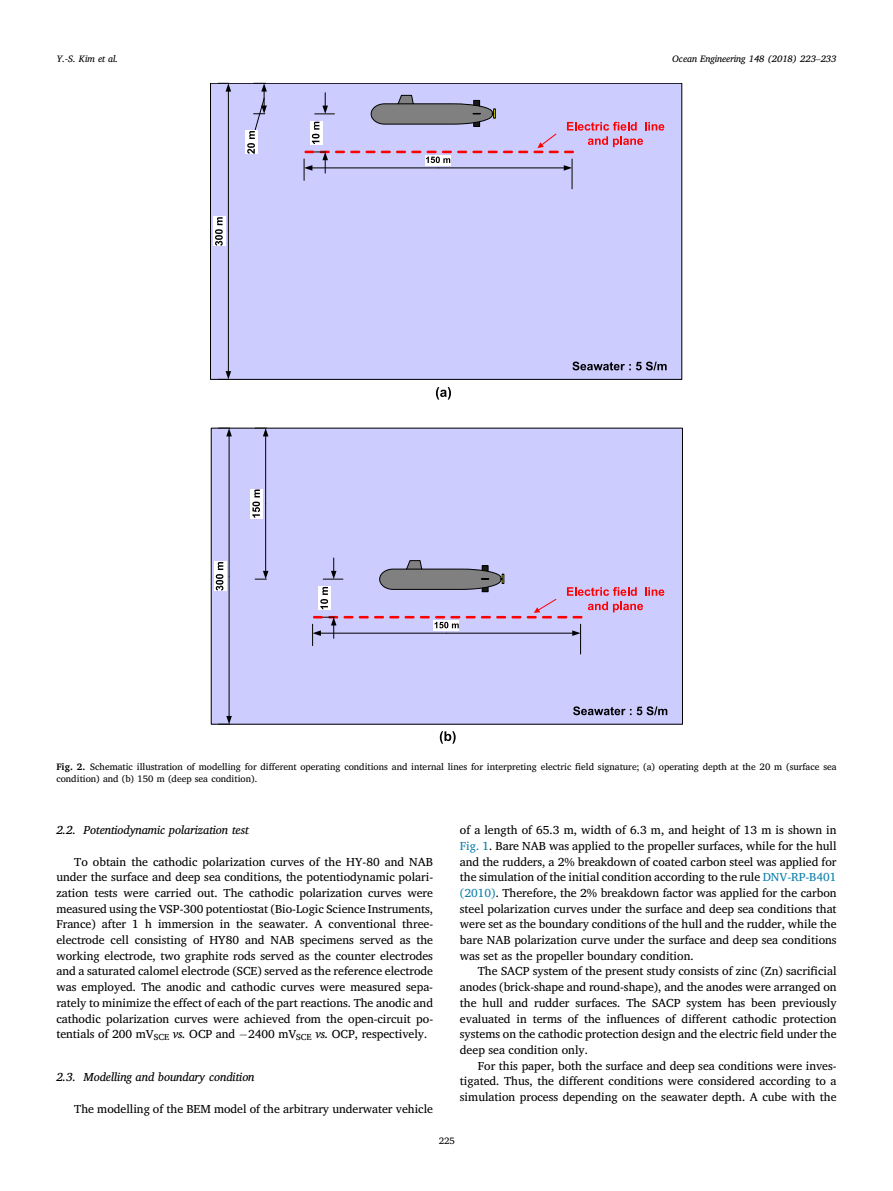 Y.-S. Kim et al.
Ocean Engineering 148 (2018) 223–233
20 m
10 m
Electric field line
and plane
150 m
300 m
Seawater : 5 S/m
(a)
150 m
300 m
10 m
Electric field line
and plane
150 m
Seawater : 5 S/m
(b)
Fig. 2. Schematic illustration of modelling for different operating conditions and internal lines for interpreting electric field signature; (a) operating depth at the 20 m (surface sea
condition) and (b) 150 m (deep sea condition).
2.2. Potentiodynamic polarization test
To obtain the cathodic polarization curves of the HY-80 and NAB
under the surface and deep sea conditions, the potentiodynamic polari-
zation tests were carried out. The cathodic polarization curves were
measured using the VSP-300 potentiostat (Bio-Logic Science Instruments,
France) after 1 h immersion in the seawater. A conventional three-
electrode cell consisting of HY80 and NAB specimens served as the
working electrode, two graphite rods served as the counter electrodes
and a saturated calomel electrode (SCE) served as the reference electrode
was employed. The anodic and cathodic curves were measured sepa-
rately to minimize the effect of each of the part reactions. The anodic and
cathodic polarization curves were achieved from the open-circuit po-
tentials of 200 mVSCE vs. OCP and −2400 mVSCE vs. OCP, respectively.
2.3. Modelling and boundary condition
The modelling of the BEM model of the arbitrary underwater vehicle
of a length of 65.3 m, width of 6.3 m, and height of 13 m is shown in
Fig. 1. Bare NAB was applied to the propeller surfaces, while for the hull
and the rudders, a 2% breakdown of coated carbon steel was applied for
the simulation of the initial condition according to the rule DNV-RP-B401
(2010). Therefore, the 2% breakdown factor was applied for the carbon
steel polarization curves under the surface and deep sea conditions that
were set as the boundary conditions of the hull and the rudder, while the
bare NAB polarization curve under the surface and deep sea conditions
was set as the propeller boundary condition.
The SACP system of the present study consists of zinc (Zn) sacrificial
anodes (brick-shape and round-shape), and the anodes were arranged on
the hull and rudder surfaces. The SACP system has been previously
evaluated in terms of the influences of different cathodic protection
systems on the cathodic protection design and the electric field under the
deep sea condition only.
For this paper, both the surface and deep sea conditions were inves-
tigated. Thus, the different conditions were considered according to a
simulation process depending on the seawater depth. A cube with the
225